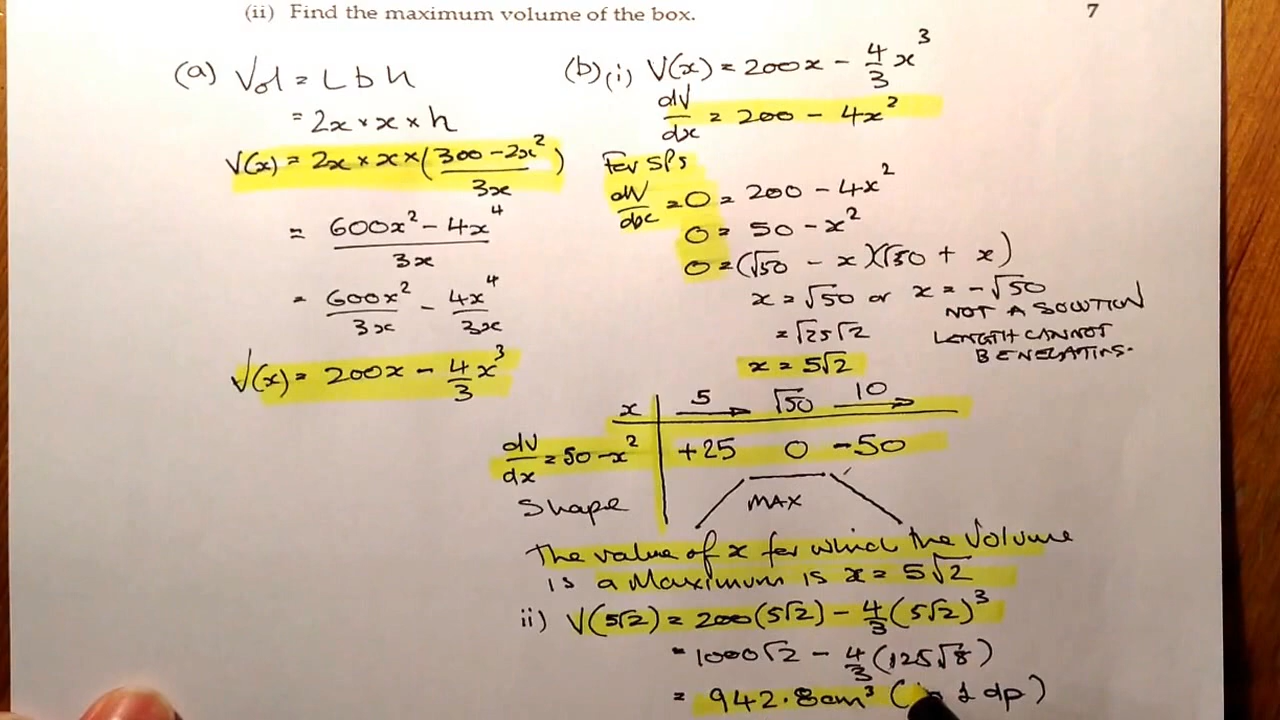 (ii) Find the maximum volume of the box. 7
(a) Vol = L b h
= 2x × x × h
V(x) = 2x × x × (300 - 2x² / 3x)
= 600x² - 4x⁴ / 3x
= 600x² / 3x - 4x⁴ / 3x
V(x) = 200x - 4/3 x³
(b)(i) V(x) = 200x - 4/3 x³
dV/dx = 200 - 4x²
For SPs
dV/dx = 0 = 200 - 4x²
0 = 50 - x²
0 = (√50 - x)(√50 + x)
x = √50 or x = -√50
NOT A SOLUTION
= √25√2 LENGTH CANNOT
BE NEGATIVE.
x = 5√2
x 5 → √50 10 →
dV/dx = 50 - x² +25 0 -50
Shape MAX
The value of x for which the Volume
is a Maximum is x = 5√2
ii) V(5√2) = 200(5√2) - 4/3 (5√2)³
= 1000√2 - 4/3 (125√8)
= 942.8cm³ ( 1 dp)